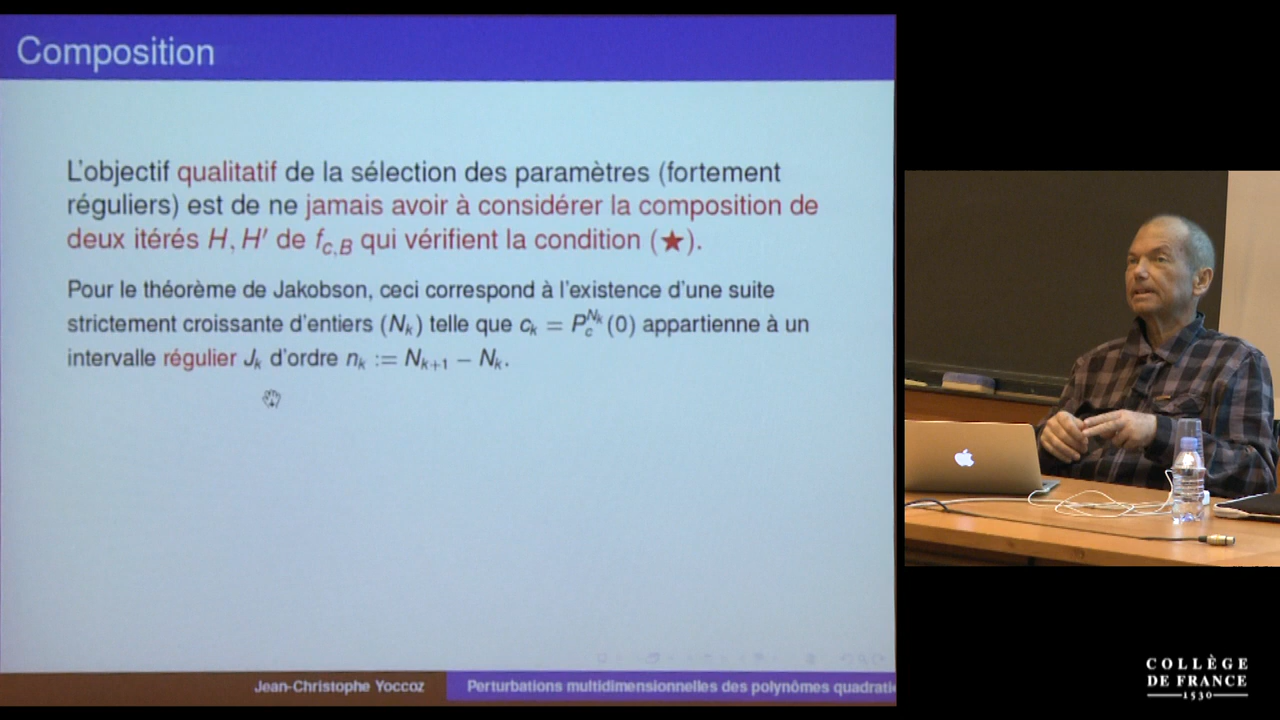 Composition
L'objectif qualitatif de la sélection des paramètres (fortement
réguliers) est de ne jamais avoir à considérer la composition de
deux itérés H, H′ de f_{c,B} qui vérifient la condition (★).
Pour le théorème de Jakobson, ceci correspond à l'existence d'une suite
strictement croissante d'entiers (N_k) telle que c_k = P_c^{N_k}(0) appartienne à un
intervalle régulier J_k d'ordre n_k := N_{k+1} − N_k.
Jean-Christophe Yoccoz
Perturbations multidimensionnelles des polynômes quadrati
COLLÈGE
DE FRANCE
1530